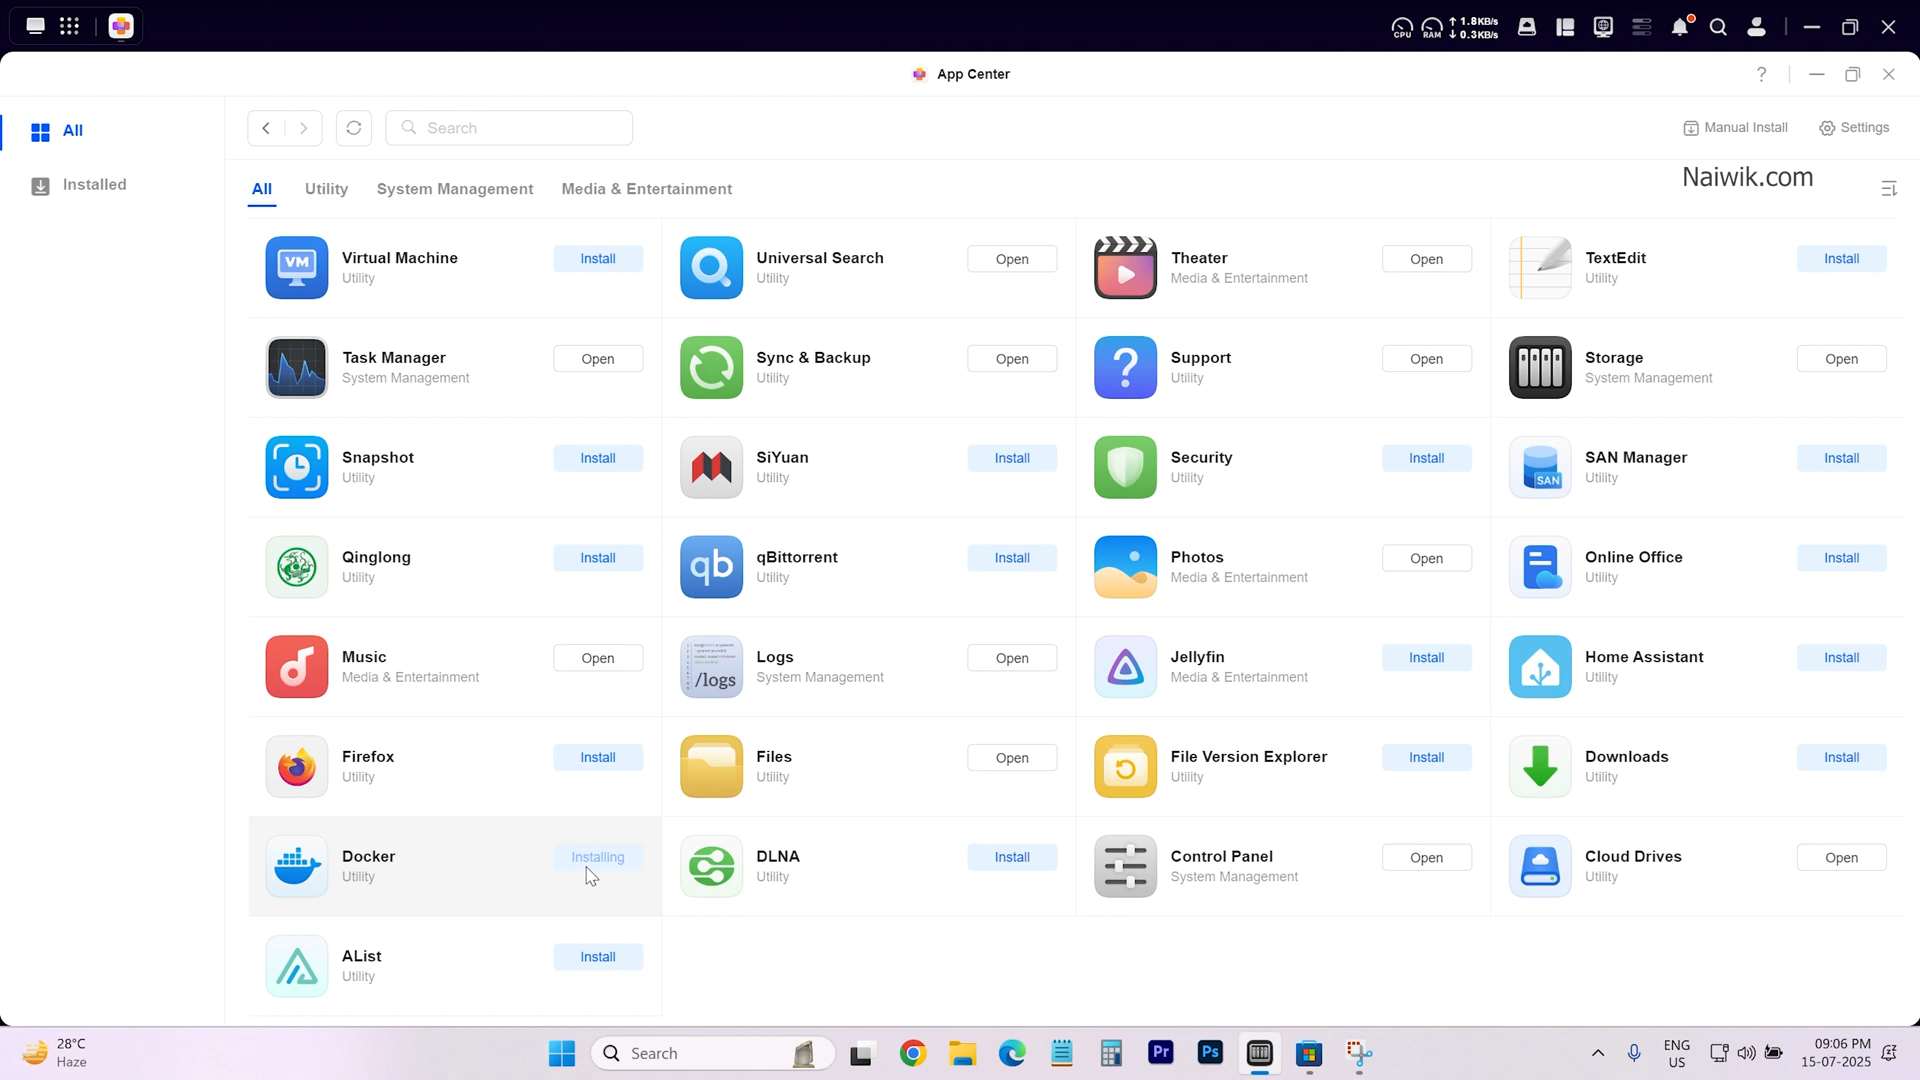 CPU
RAM
1.8KB/s
0.3KB/s
App Center
All
Installed
Search
Manual Install
Settings
Naiwik.com
All
Utility
System Management
Media & Entertainment
VM
Virtual Machine
Utility
Install
Universal Search
Utility
Open
Theater
Media & Entertainment
Open
TextEdit
Utility
Install
Task Manager
System Management
Open
Sync & Backup
Utility
Open
?
Support
Utility
Open
Storage
System Management
Open
Snapshot
Utility
Install
SiYuan
Utility
Install
Security
Utility
Install
SAN
SAN Manager
Utility
Install
Qinglong
Utility
Install
qb
qBittorrent
Utility
Install
Photos
Media & Entertainment
Open
Online Office
Utility
Install
Music
Media & Entertainment
Open
/logs
Logs
System Management
Open
Jellyfin
Media & Entertainment
Install
Home Assistant
Utility
Install
Firefox
Utility
Install
Files
Utility
Open
File Version Explorer
Utility
Install
Downloads
Utility
Install
Docker
Utility
Installing
DLNA
Utility
Install
Control Panel
System Management
Open
Cloud Drives
Utility
Open
AList
Utility
Install
28°C
Haze
Search
Pr
Ps
ENG
US
09:06 PM
15-07-2025